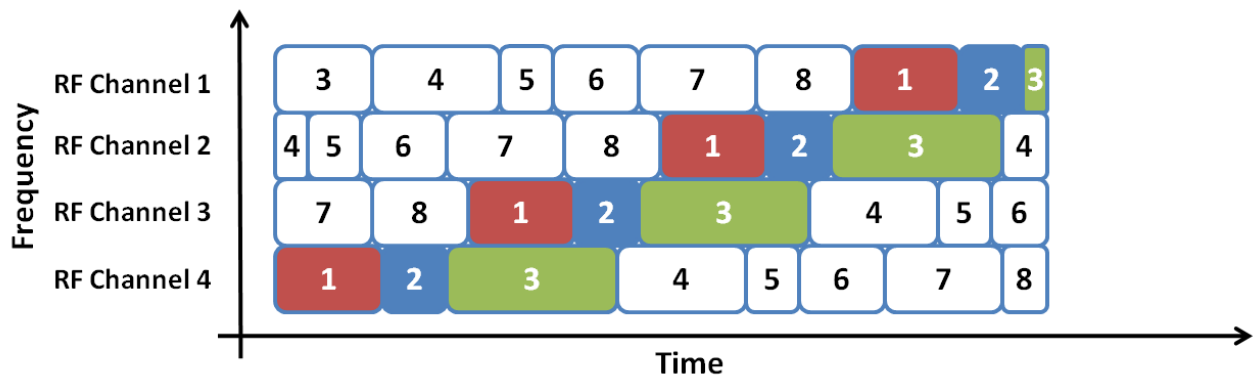 Frequency
RF Channel 1 3 4 5 6 7 8 1 2 3
RF Channel 2 4 5 6 7 8 1 2 3 4
RF Channel 3 7 8 1 2 3 4 5 6
RF Channel 4 1 2 3 4 5 6 7 8
Time